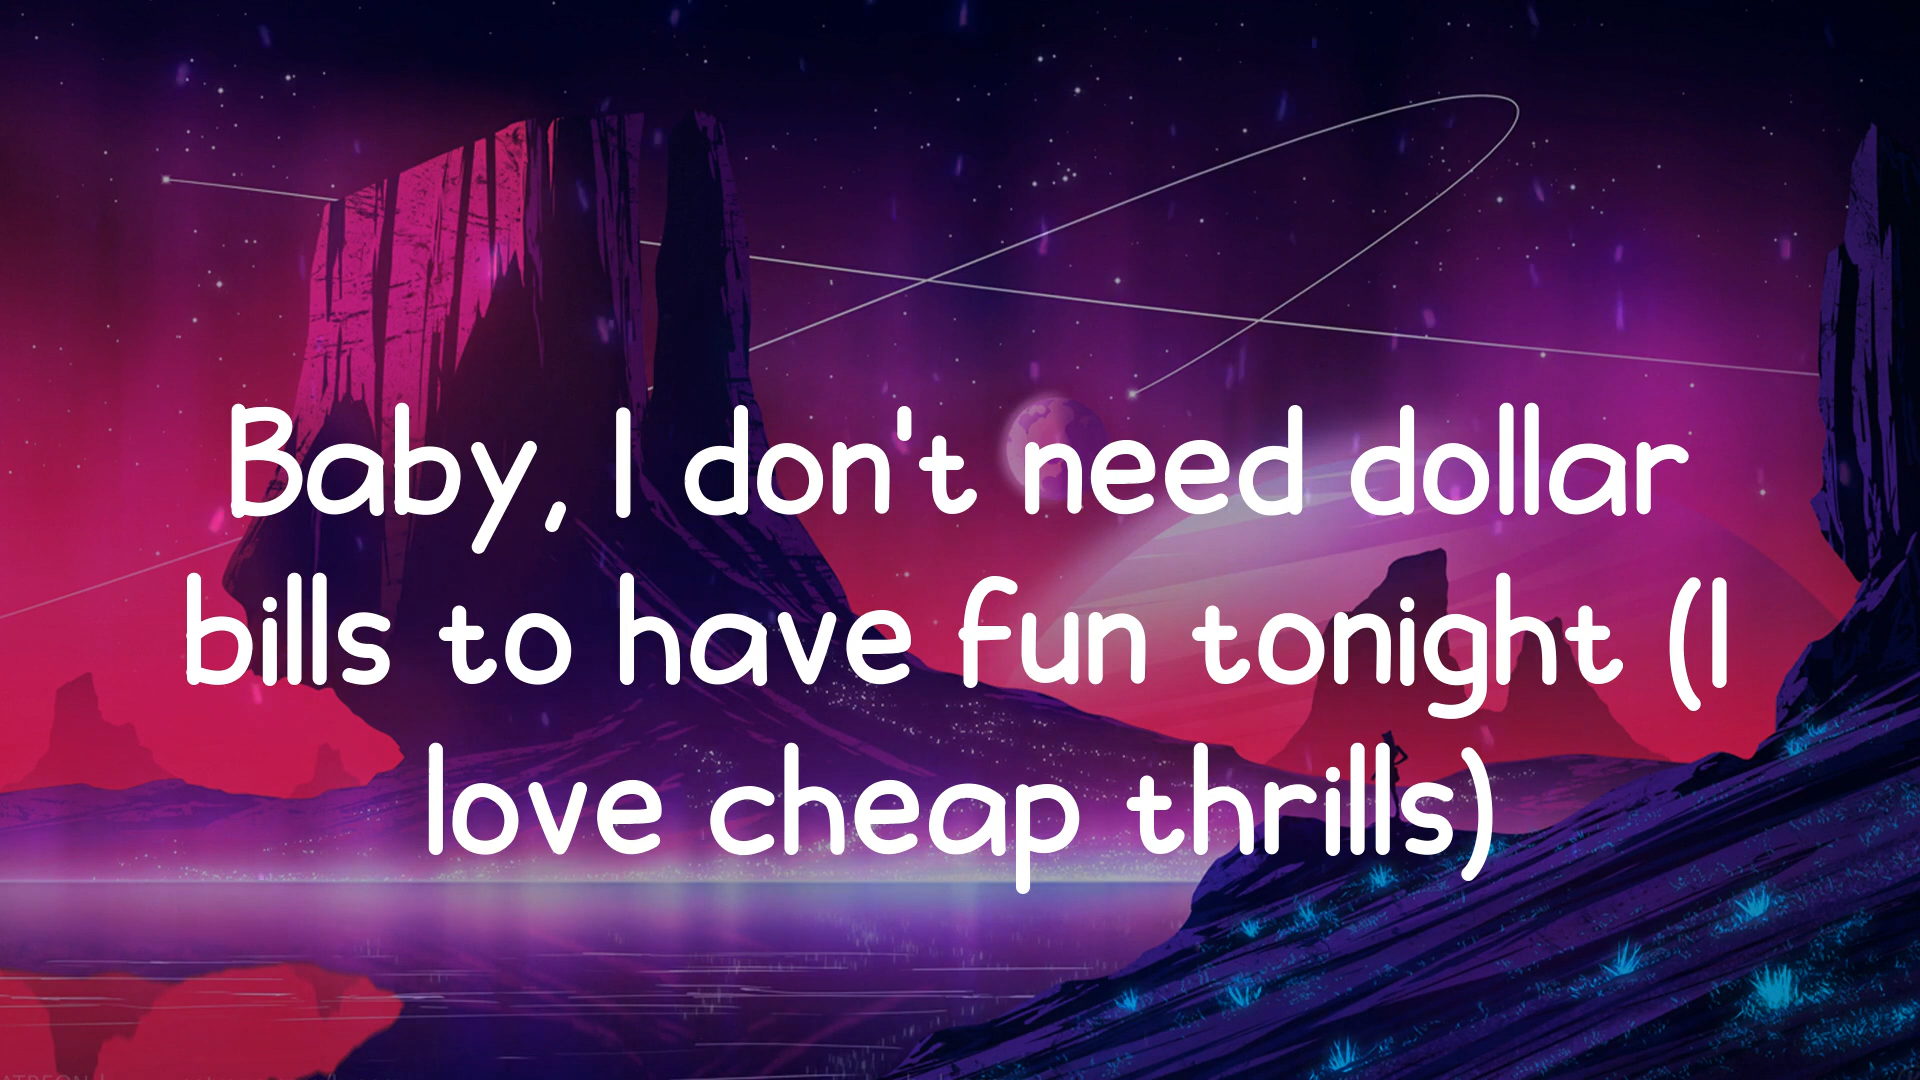 Baby, I don't need dollar
bills to have fun tonight (I
love cheap thrills)